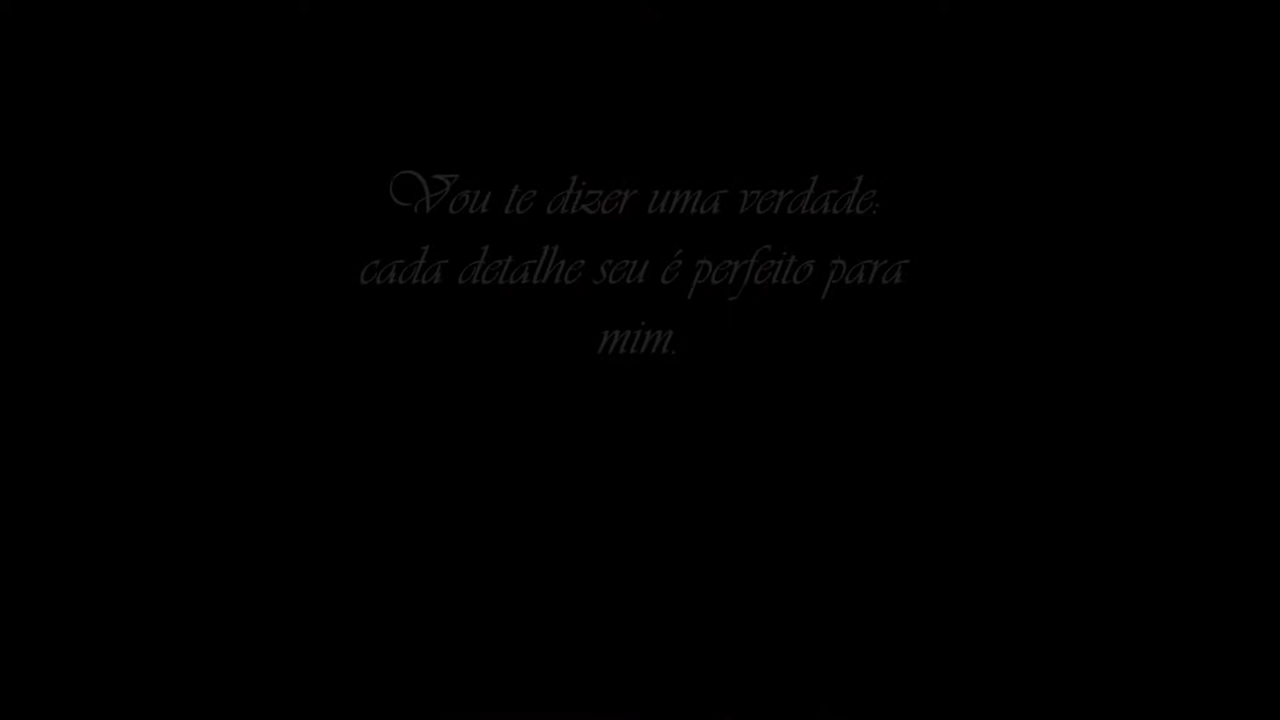 Vou te dizer uma verdade:
cada detalhe seu é perfeito para
mim.